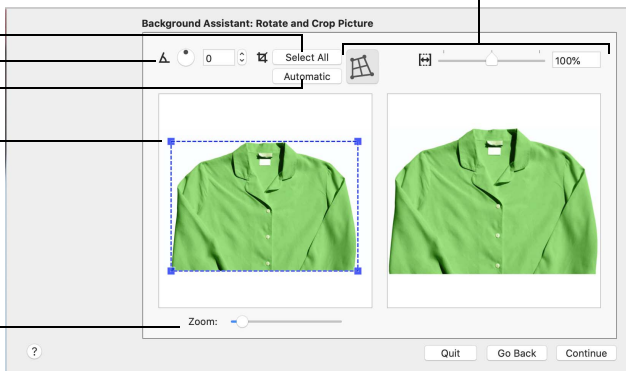 Background Assistant: Rotate and Crop Picture
0
Select All
100%
Automatic
Zoom:
?
Quit
Go Back
Continue